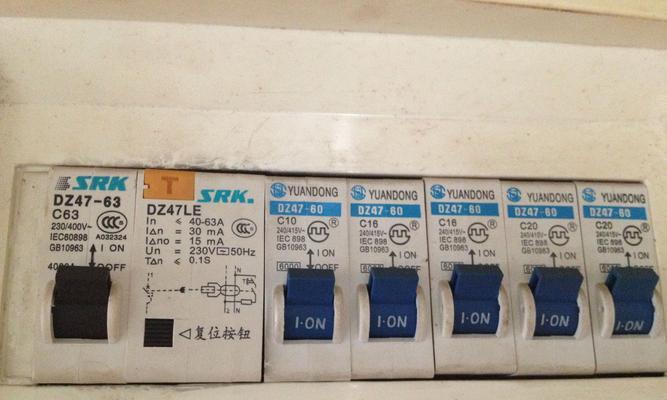 SRK
DZ47-63
C63
230/400V~
IEC60898
GB10963
CCC
A032324
I ON
OFF
T
SRK.
DZ47LE
In ≤ 40-63A
I△n = 30 mA
I△no = 15 mA
Un = 230V~50Hz
T△n ≤ 0.1S
◁复位按钮
YUANDONG
DZ47-60
C10
240/415V~
IEC 898
GB10963
I ON
6000
OFF
I·ON
YUANDONG
DZ47-60
C16
240/415V~
IEC 898
GB10963
I ON
I·ON
YUANDONG
DZ47-60
C16
240/415V~
IEC 898
GB10963
I ON
I·ON
YUANDONG
DZ47-60
C20
240/415V~
IEC 898
GB10963
I ON
I·ON
YUANDONG
DZ47-60
C20
240/415V~
IEC 898
GB10963
I ON
I·ON